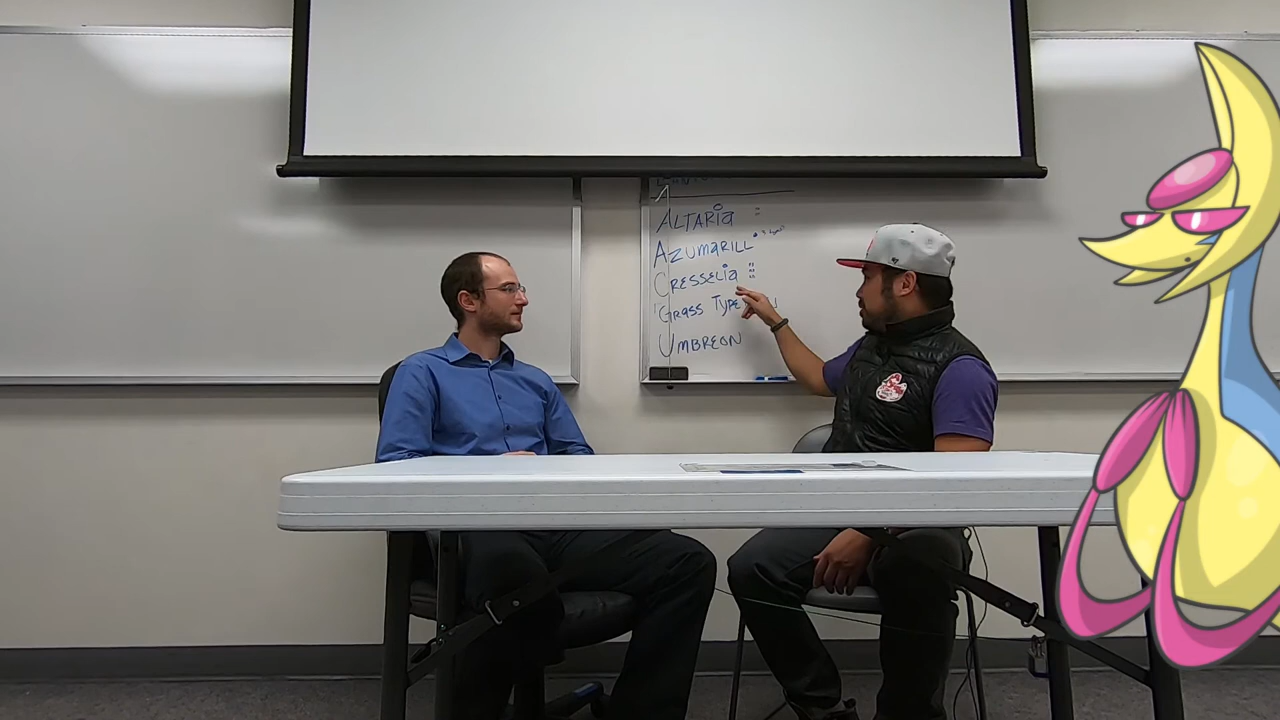 ALTARIA
AZUMARILL
CRESSELIA
GRASS TYPE
UMBREON